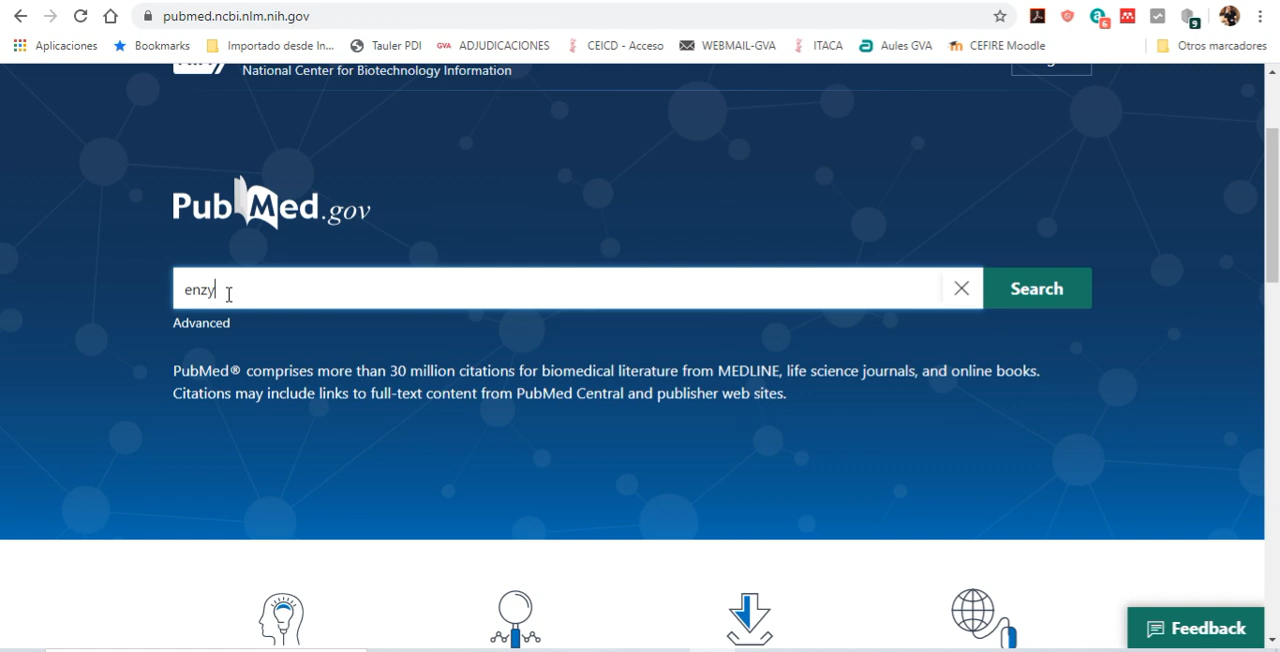 pubmed.ncbi.nlm.nih.gov
6
9
Aplicaciones Bookmarks Importado desde In... Tauler PDI GVA ADJUDICACIONES CEICD - Acceso WEBMAIL-GVA ITACA Aules GVA CEFIRE Moodle Otros marcadores
National Center for Biotechnology Information
PubMed.gov
enzy
Search
Advanced
PubMed® comprises more than 30 million citations for biomedical literature from MEDLINE, life science journals, and online books.
Citations may include links to full-text content from PubMed Central and publisher web sites.
Feedback